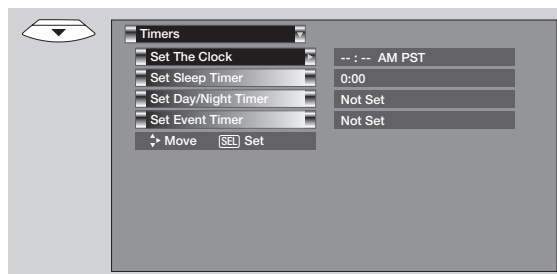 Timers
Set The Clock -- : -- AM PST
Set Sleep Timer 0:00
Set Day/Night Timer Not Set
Set Event Timer Not Set
Move SEL Set